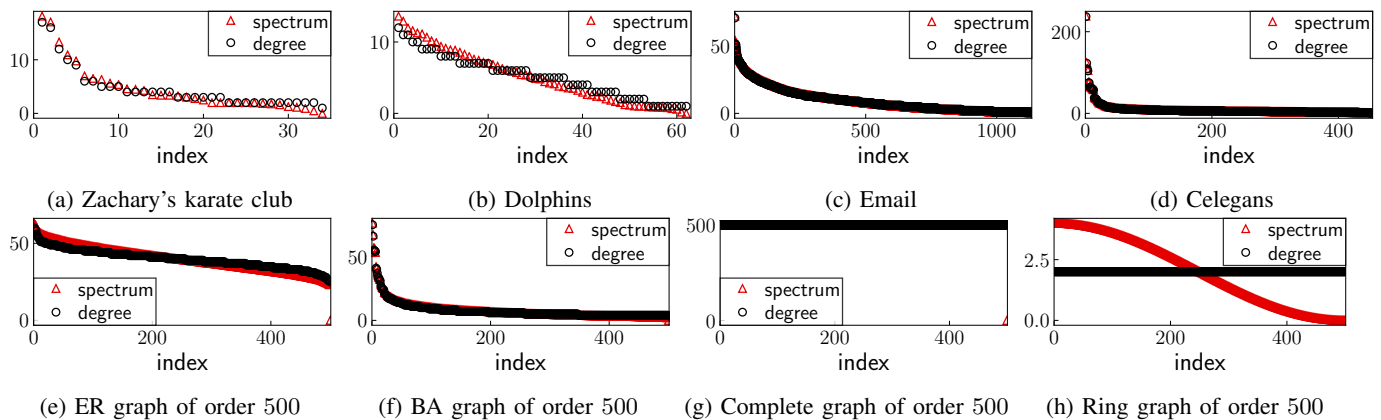 spectrum
degree
10
0
0
10
20
30
index
(a) Zachary's karate club
spectrum
degree
10
0
0
20
40
60
index
(b) Dolphins
spectrum
degree
50
0
0
500
1000
index
(c) Email
spectrum
degree
200
0
0
200
400
index
(d) Celegans
50
0
spectrum
degree
0
200
400
index
(e) ER graph of order 500
spectrum
degree
50
0
0
200
400
index
(f) BA graph of order 500
500
0
spectrum
degree
0
200
400
index
(g) Complete graph of order 500
spectrum
degree
2.5
0.0
0
200
400
index
(h) Ring graph of order 500